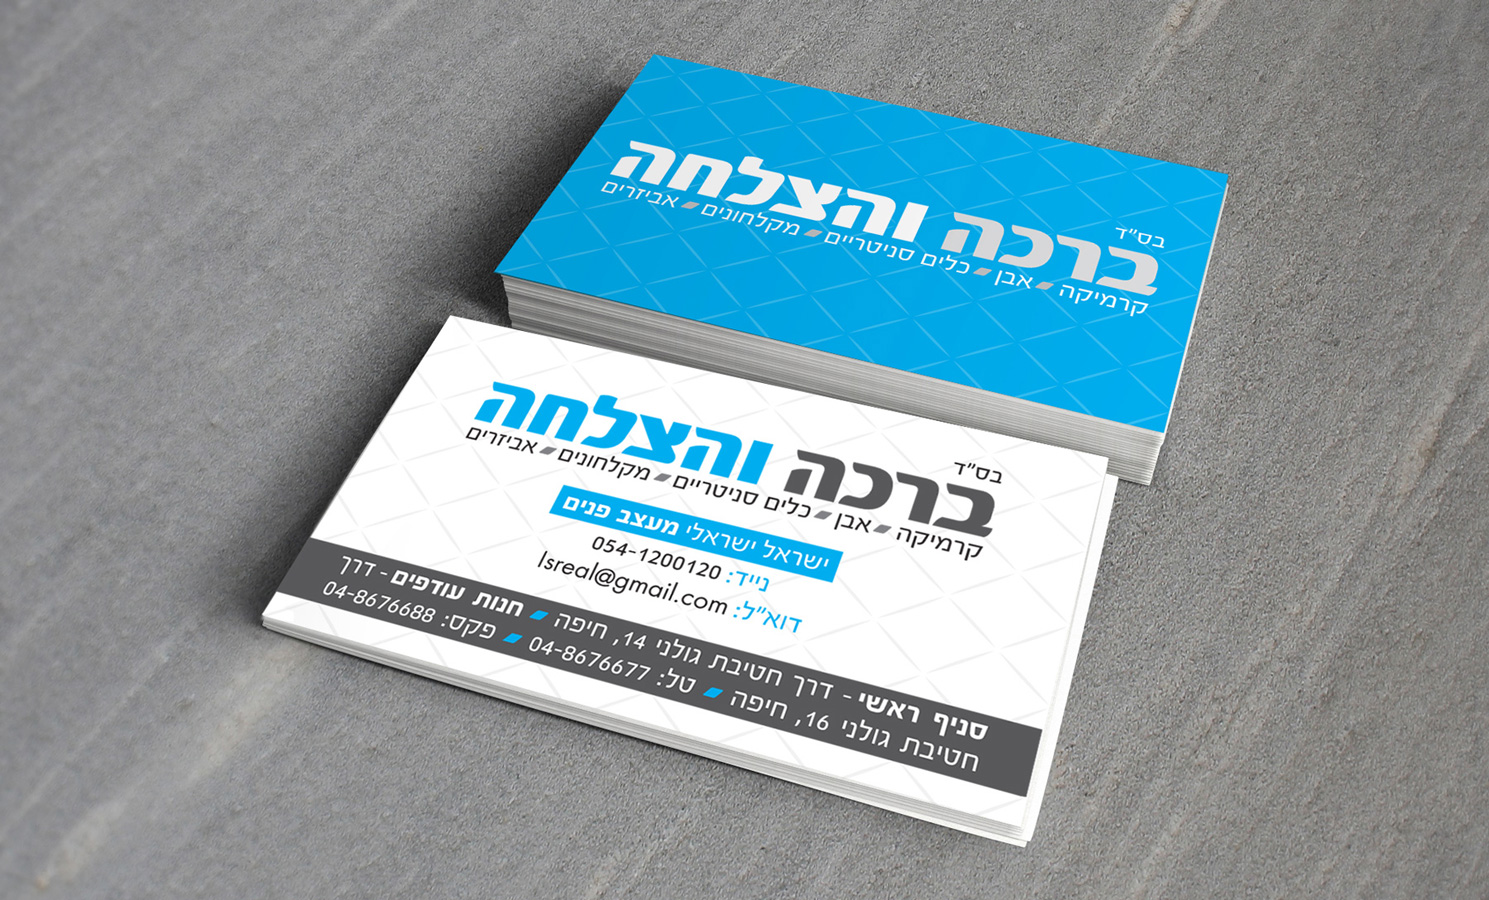 בס"ד
ברכה והצלחה
קרמיקה אבן כלים סניטריים מקלחונים אביזרים
בס"ד
ברכה והצלחה
קרמיקה אבן כלים סניטריים מקלחונים אביזרים
ישראל ישראלי מעצב פנים
נייד: 054-1200120
דוא"ל: Isreal@gmail.com
סניף ראשי - דרך חטיבת גולני 14, חיפה חנות עודפים - דרך
חטיבת גולני 16, חיפה טל: 04-8676677 פקס: 04-8676688